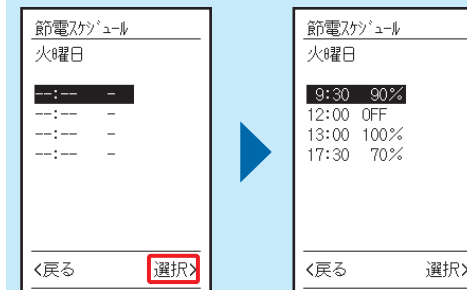 節電スケジュール
火曜日
--:-- -
--:-- -
--:-- -
--:-- -
<戻る 選択>
節電スケジュール
火曜日
9:30 90%
12:00 OFF
13:00 100%
17:30 70%
<戻る 選択>